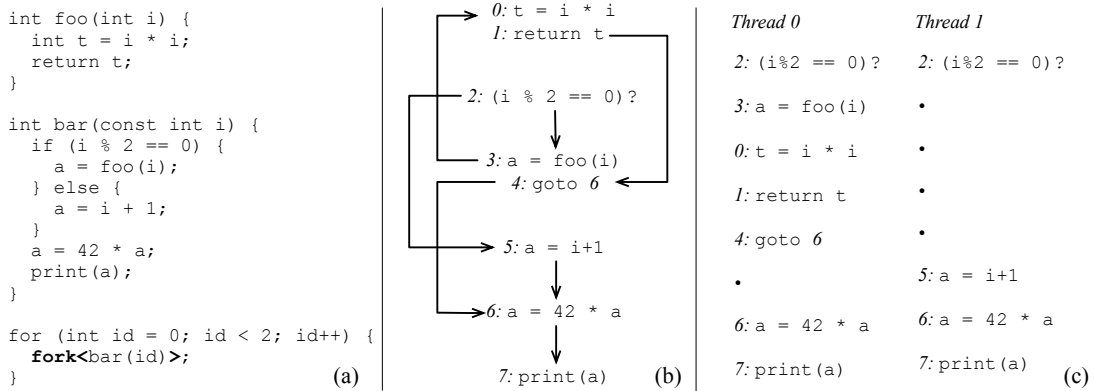 int foo(int i) {
int t = i * i;
return t;
}
int bar(const int i) {
if (i % 2 == 0) {
a = foo(i);
} else {
a = i + 1;
}
a = 42 * a;
print(a);
}
for (int id = 0; id < 2; id++) {
fork<bar(id)>;
}
(a)
0: t = i * i
1: return t
2: (i % 2 == 0)?
3: a = foo(i)
4: goto 6
5: a = i+1
6: a = 42 * a
7: print(a)
(b)
Thread 0 Thread 1
2: (i%2 == 0)? 2: (i%2 == 0)?
3: a = foo(i) •
0: t = i * i •
1: return t •
4: goto 6 •
• 5: a = i+1
6: a = 42 * a 6: a = 42 * a
7: print(a) 7: print(a)
(c)